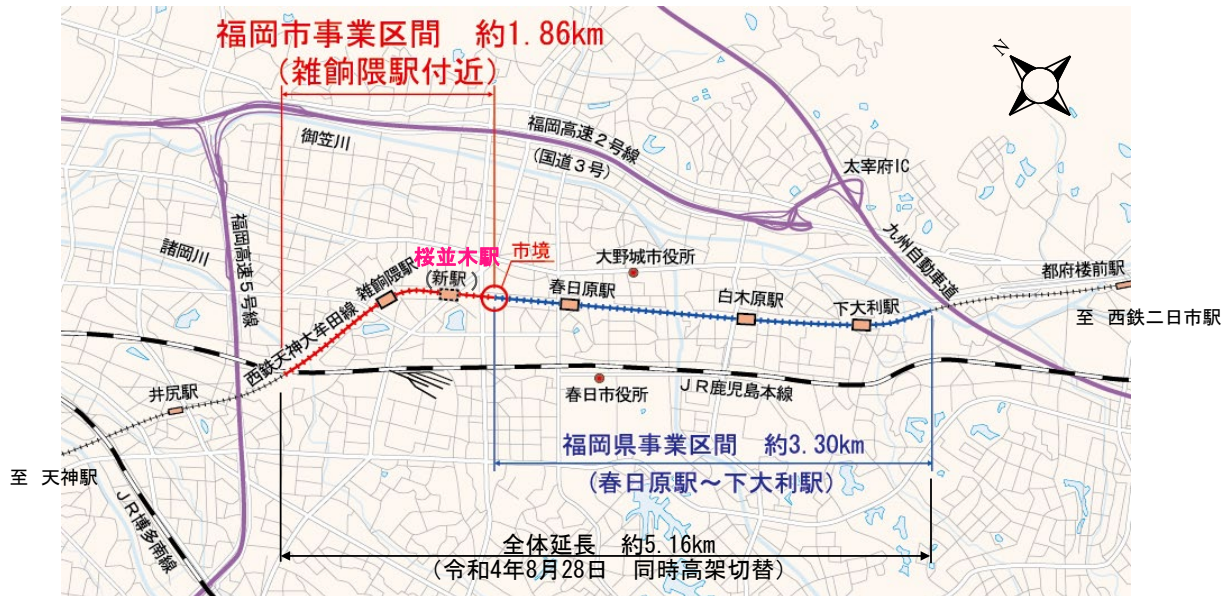 福岡市事業区間　約1.86km
(雑餉隈駅付近)
N
御笠川
福岡高速2号線
(国道3号)
太宰府IC
諸岡川
福岡高速5号線
桜並木駅
(新駅)
市境
雑餉隈駅
西鉄天神大牟田線
春日原駅
大野城市役所
白木原駅
下大利駅
九州自動車道
都府楼前駅
至 西鉄二日市駅
井尻駅
春日市役所
JR鹿児島本線
至 天神駅
JR博多南線
福岡県事業区間　約3.30km
(春日原駅～下大利駅)
全体延長　約5.16km
(令和4年8月28日　同時高架切替)